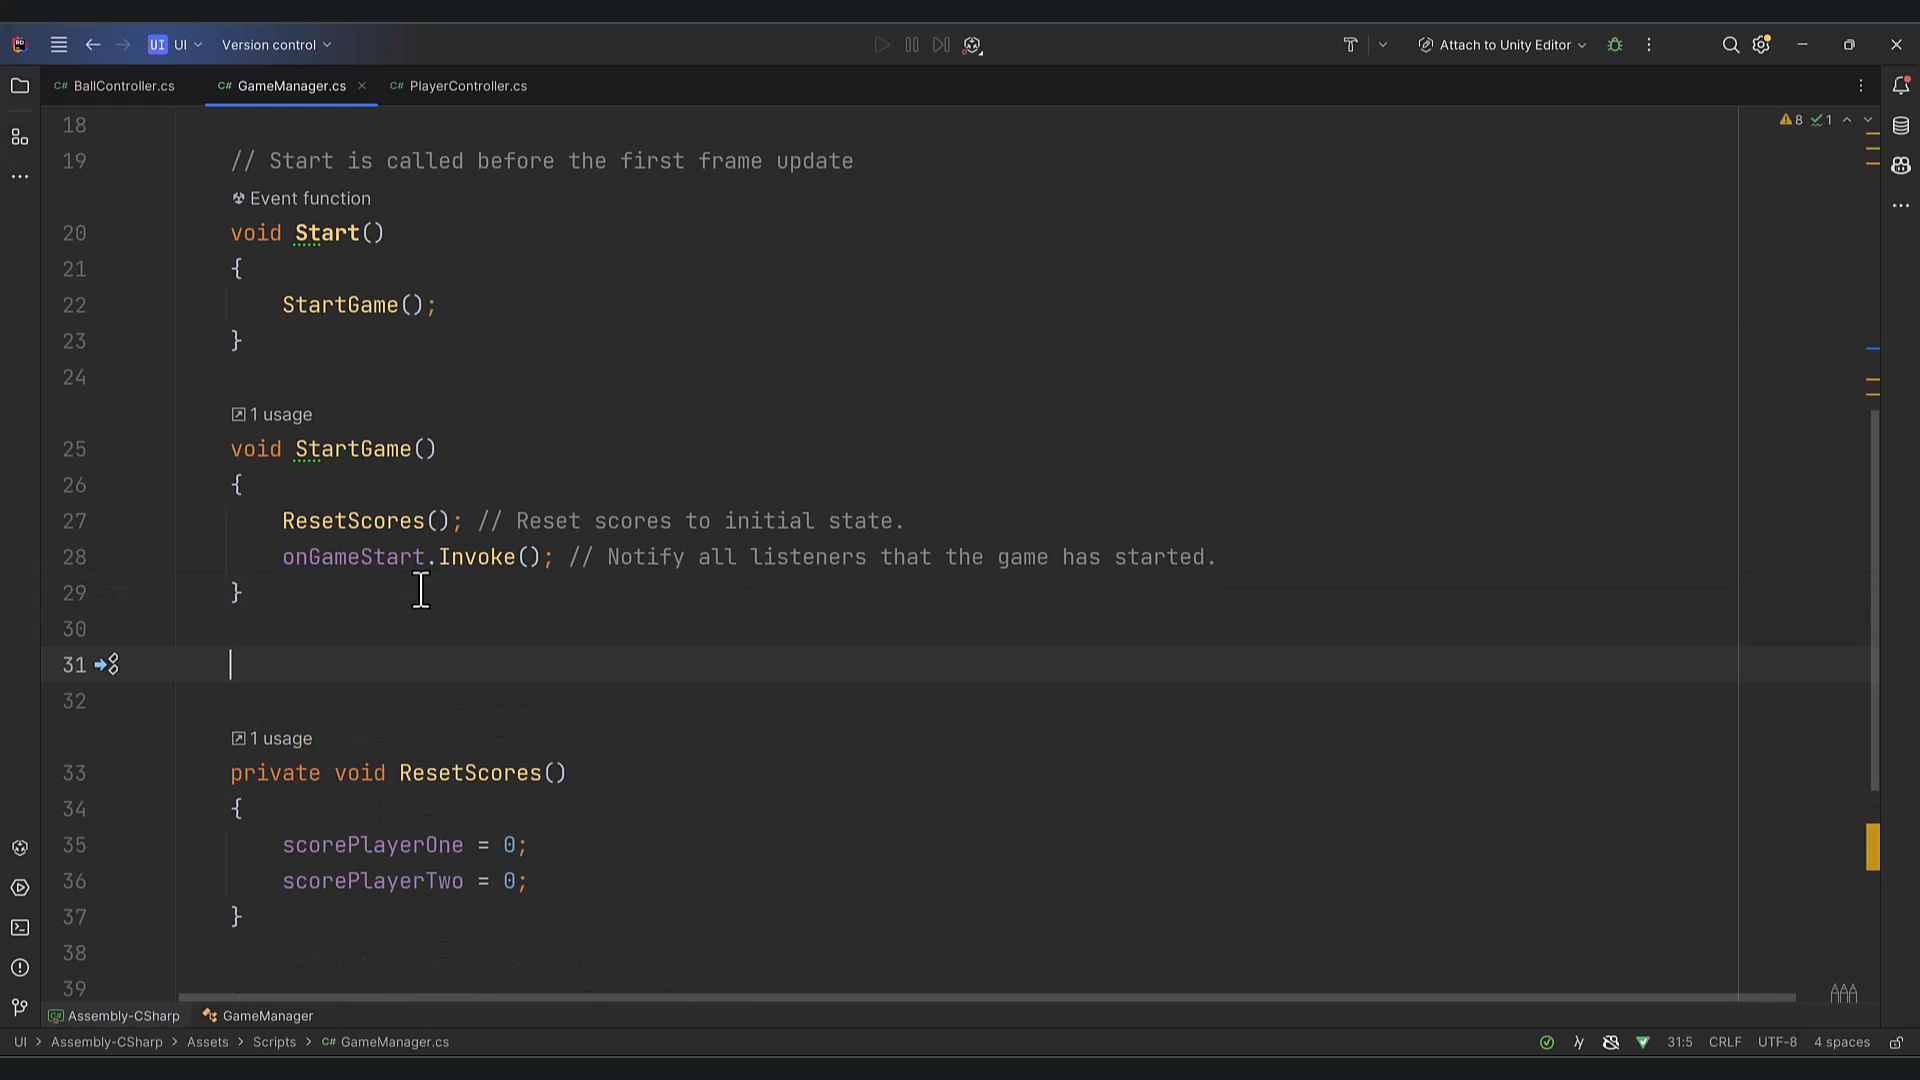 UI UI Version control Attach to Unity Editor
C# BallController.cs C# GameManager.cs C# PlayerController.cs
18 8 1
19 // Start is called before the first frame update
Event function
20 void Start()
21 {
22 StartGame();
23 }
24
1 usage
25 void StartGame()
26 {
27 ResetScores(); // Reset scores to initial state.
28 onGameStart.Invoke(); // Notify all listeners that the game has started.
29 }
30
31
32
1 usage
33 private void ResetScores()
34 {
35 scorePlayerOne = 0;
36 scorePlayerTwo = 0;
37 }
38
39
C# Assembly-CSharp GameManager
UI > Assembly-CSharp > Assets > Scripts > C# GameManager.cs 31:5 CRLF UTF-8 4 spaces